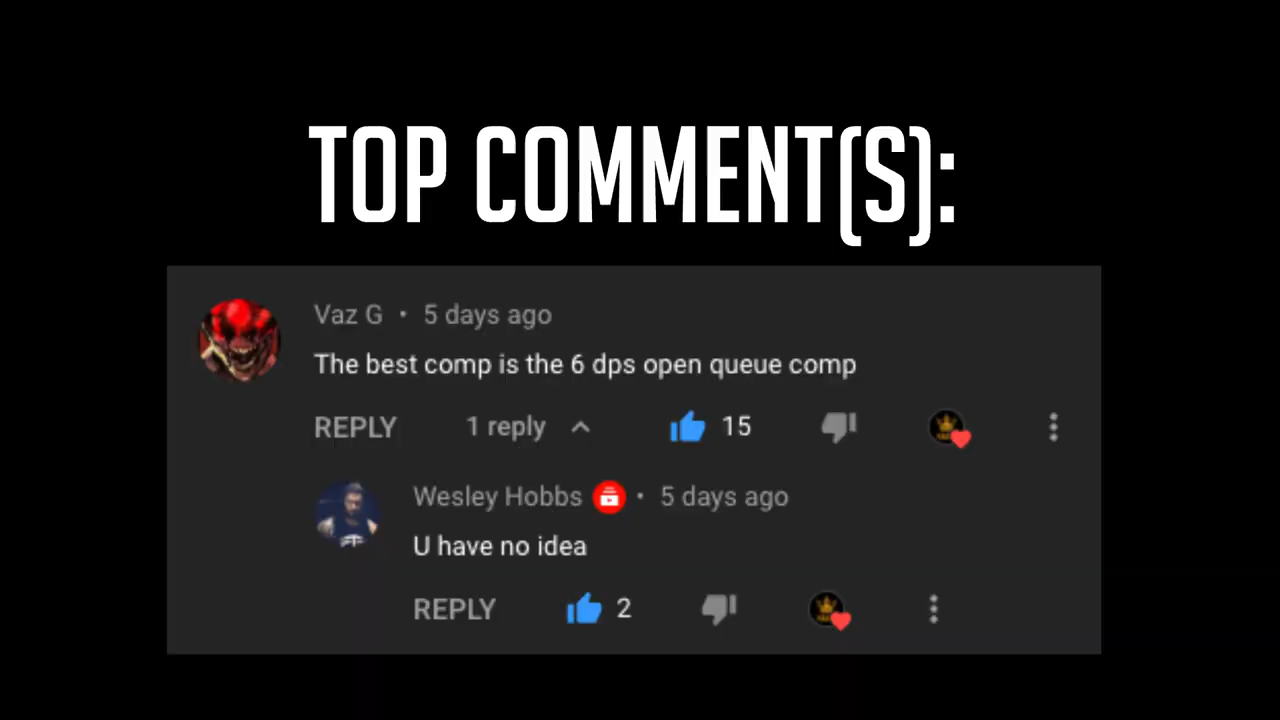 TOP COMMENT(S):
Vaz G • 5 days ago
The best comp is the 6 dps open queue comp
REPLY 1 reply 15
Wesley Hobbs • 5 days ago
U have no idea
REPLY 2